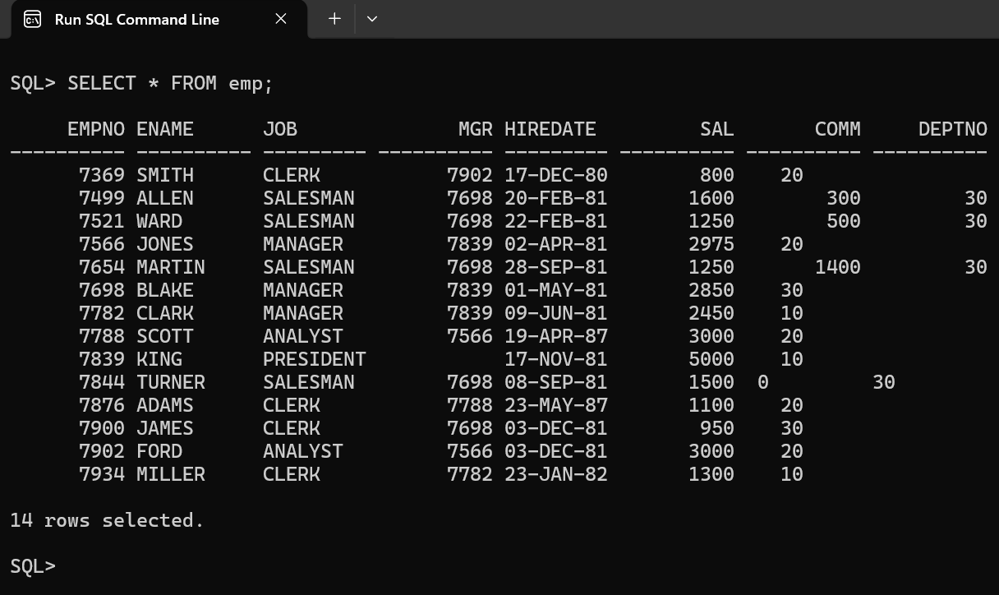 Run SQL Command Line
SQL> SELECT * FROM emp;
     EMPNO ENAME      JOB              MGR HIREDATE         SAL       COMM     DEPTNO
---------- ---------- --------- ---------- --------- ---------- ---------- ----------
      7369 SMITH      CLERK           7902 17-DEC-80        800    20
      7499 ALLEN      SALESMAN        7698 20-FEB-81       1600        300         30
      7521 WARD       SALESMAN        7698 22-FEB-81       1250        500         30
      7566 JONES      MANAGER         7839 02-APR-81       2975    20
      7654 MARTIN     SALESMAN        7698 28-SEP-81       1250       1400         30
      7698 BLAKE      MANAGER         7839 01-MAY-81       2850    30
      7782 CLARK      MANAGER         7839 09-JUN-81       2450    10
      7788 SCOTT      ANALYST         7566 19-APR-87       3000    20
      7839 KING       PRESIDENT            17-NOV-81       5000    10
      7844 TURNER     SALESMAN        7698 08-SEP-81       1500  0         30
      7876 ADAMS      CLERK           7788 23-MAY-87       1100    20
      7900 JAMES      CLERK           7698 03-DEC-81        950    30
      7902 FORD       ANALYST         7566 03-DEC-81       3000    20
      7934 MILLER     CLERK           7782 23-JAN-82       1300    10
14 rows selected.
SQL>